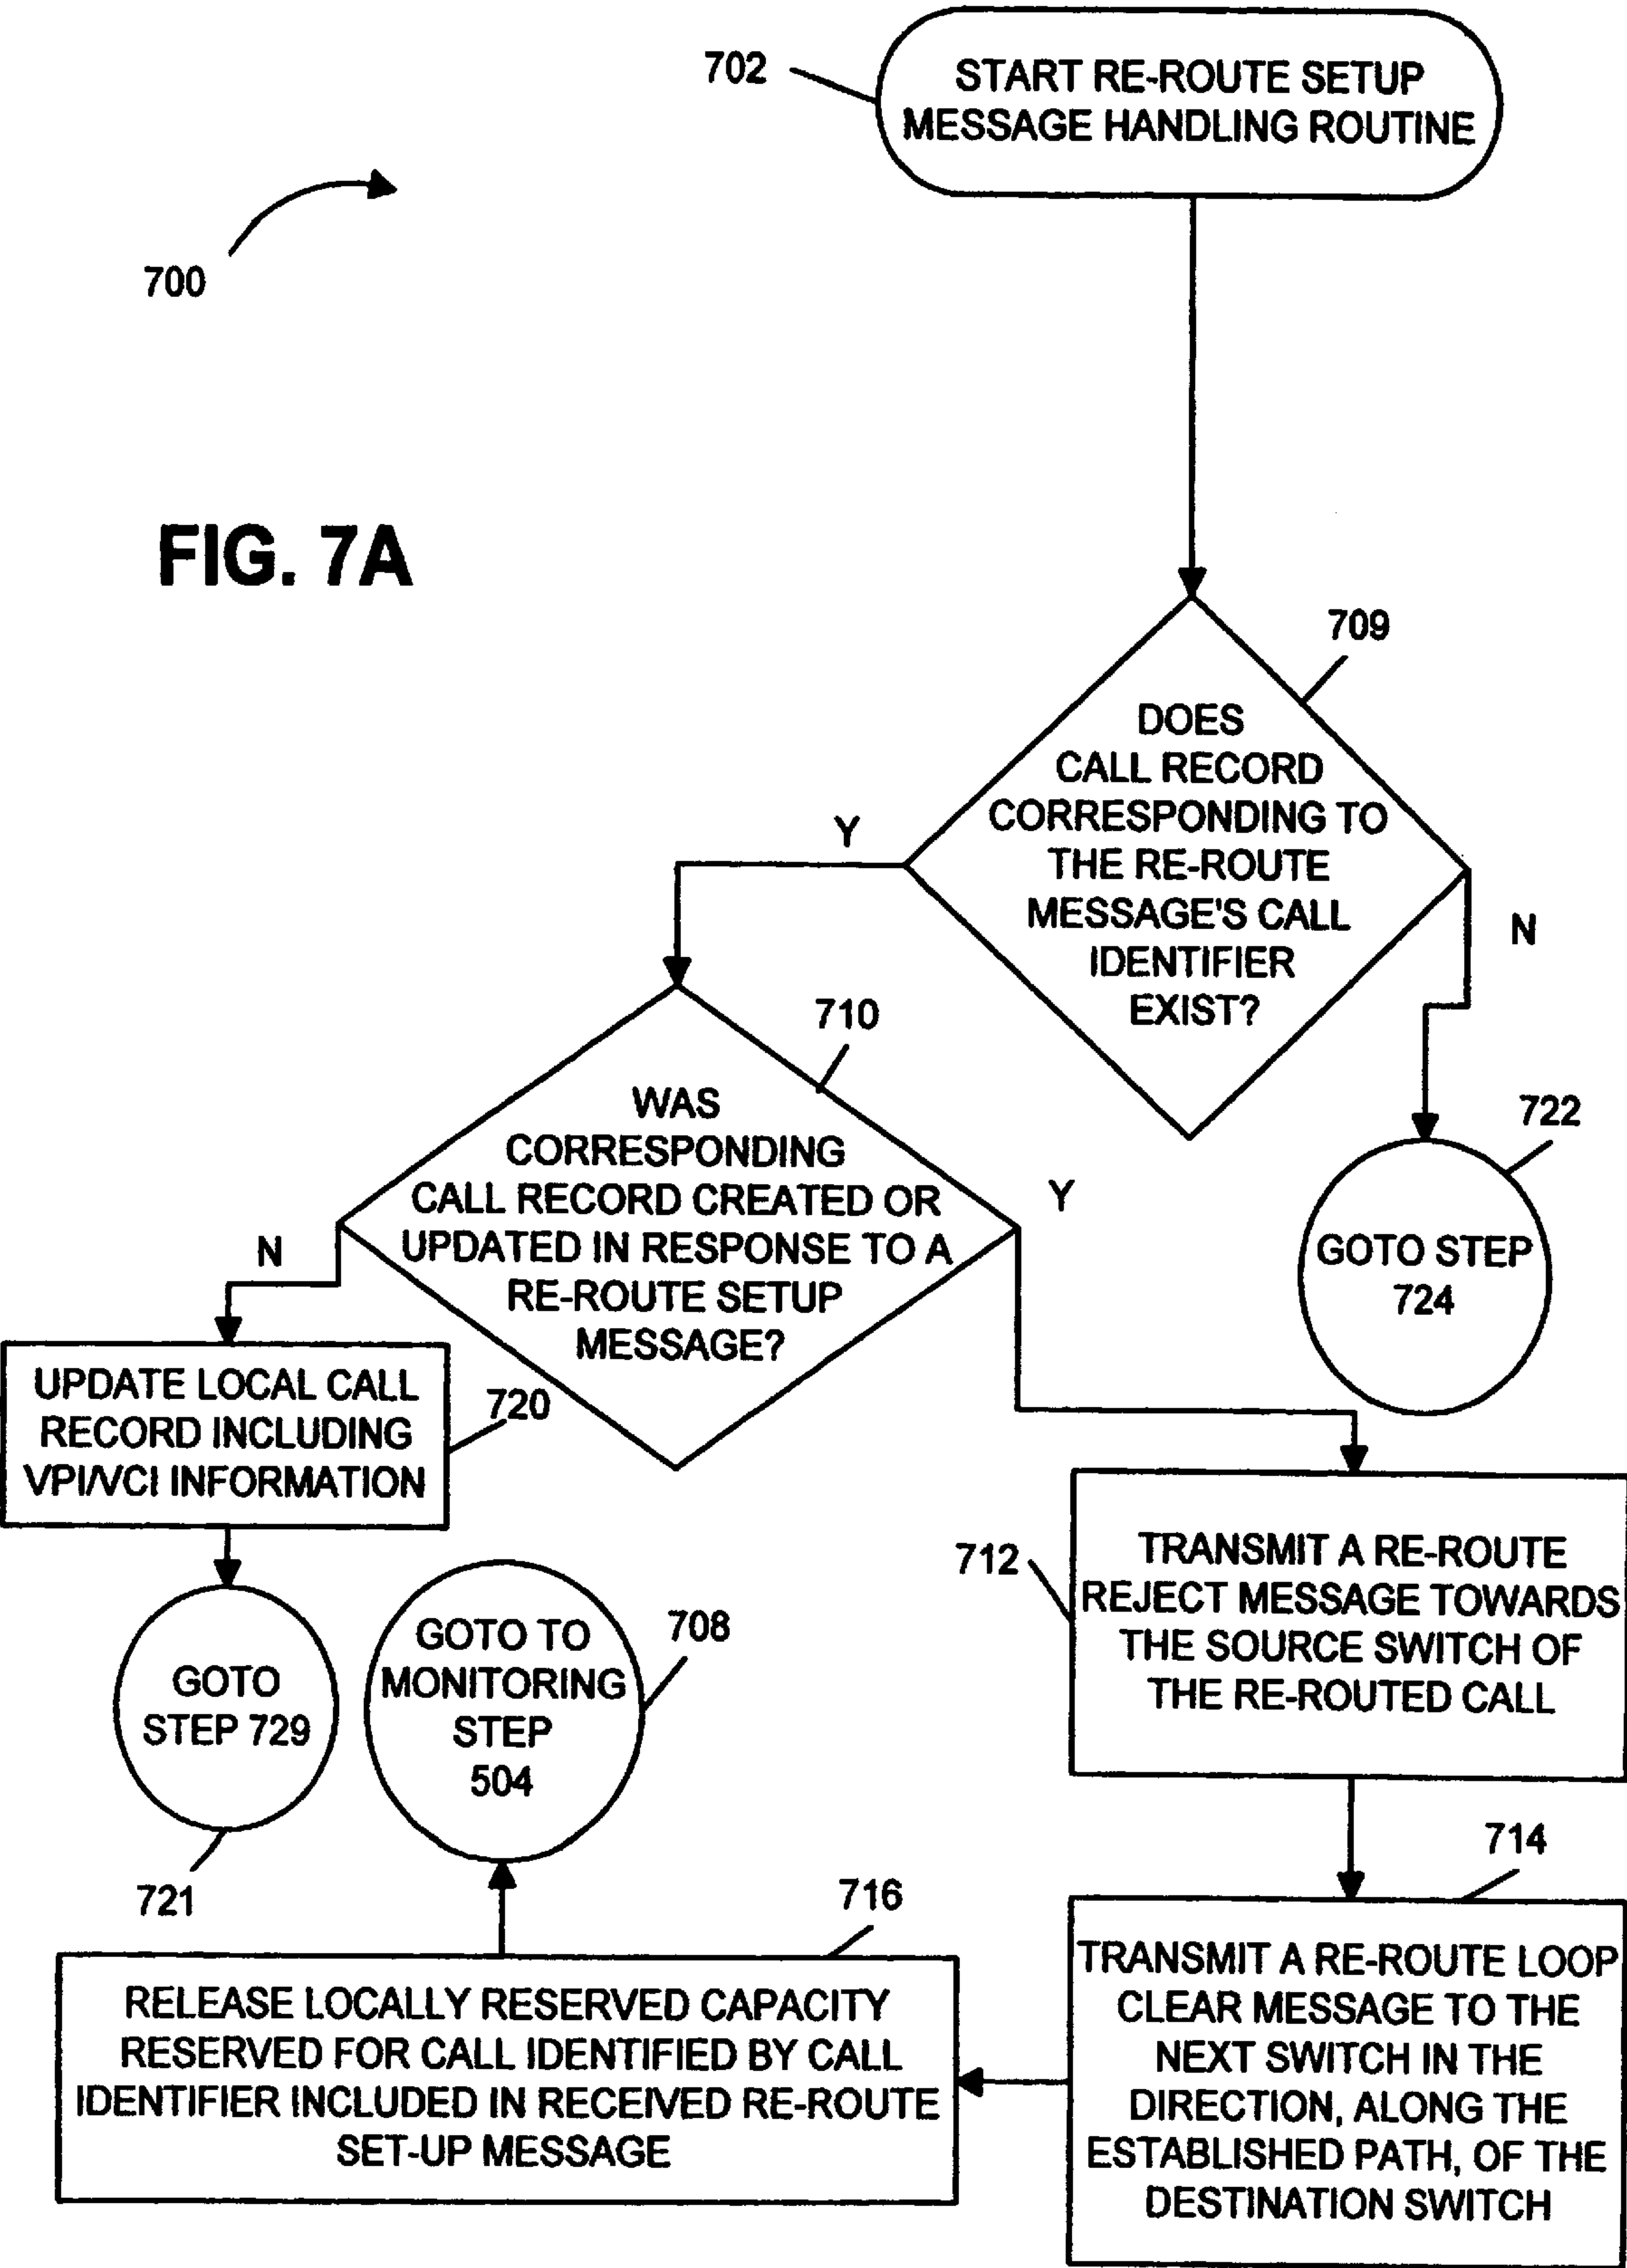 702
START RE-ROUTE SETUP
MESSAGE HANDLING ROUTINE
700
FIG. 7A
709
DOES
CALL RECORD
CORRESPONDING TO
THE RE-ROUTE
MESSAGE'S CALL
IDENTIFIER
EXIST?
Y
N
710
WAS
CORRESPONDING
CALL RECORD CREATED OR
UPDATED IN RESPONSE TO A
RE-ROUTE SETUP
MESSAGE?
N
Y
722
GOTO STEP
724
UPDATE LOCAL CALL
RECORD INCLUDING
VPI/VCI INFORMATION
720
GOTO
STEP 729
721
GOTO TO
MONITORING
STEP
504
708
712
TRANSMIT A RE-ROUTE
REJECT MESSAGE TOWARDS
THE SOURCE SWITCH OF
THE RE-ROUTED CALL
714
TRANSMIT A RE-ROUTE LOOP
CLEAR MESSAGE TO THE
NEXT SWITCH IN THE
DIRECTION, ALONG THE
ESTABLISHED PATH, OF THE
DESTINATION SWITCH
716
RELEASE LOCALLY RESERVED CAPACITY
RESERVED FOR CALL IDENTIFIED BY CALL
IDENTIFIER INCLUDED IN RECEIVED RE-ROUTE
SET-UP MESSAGE